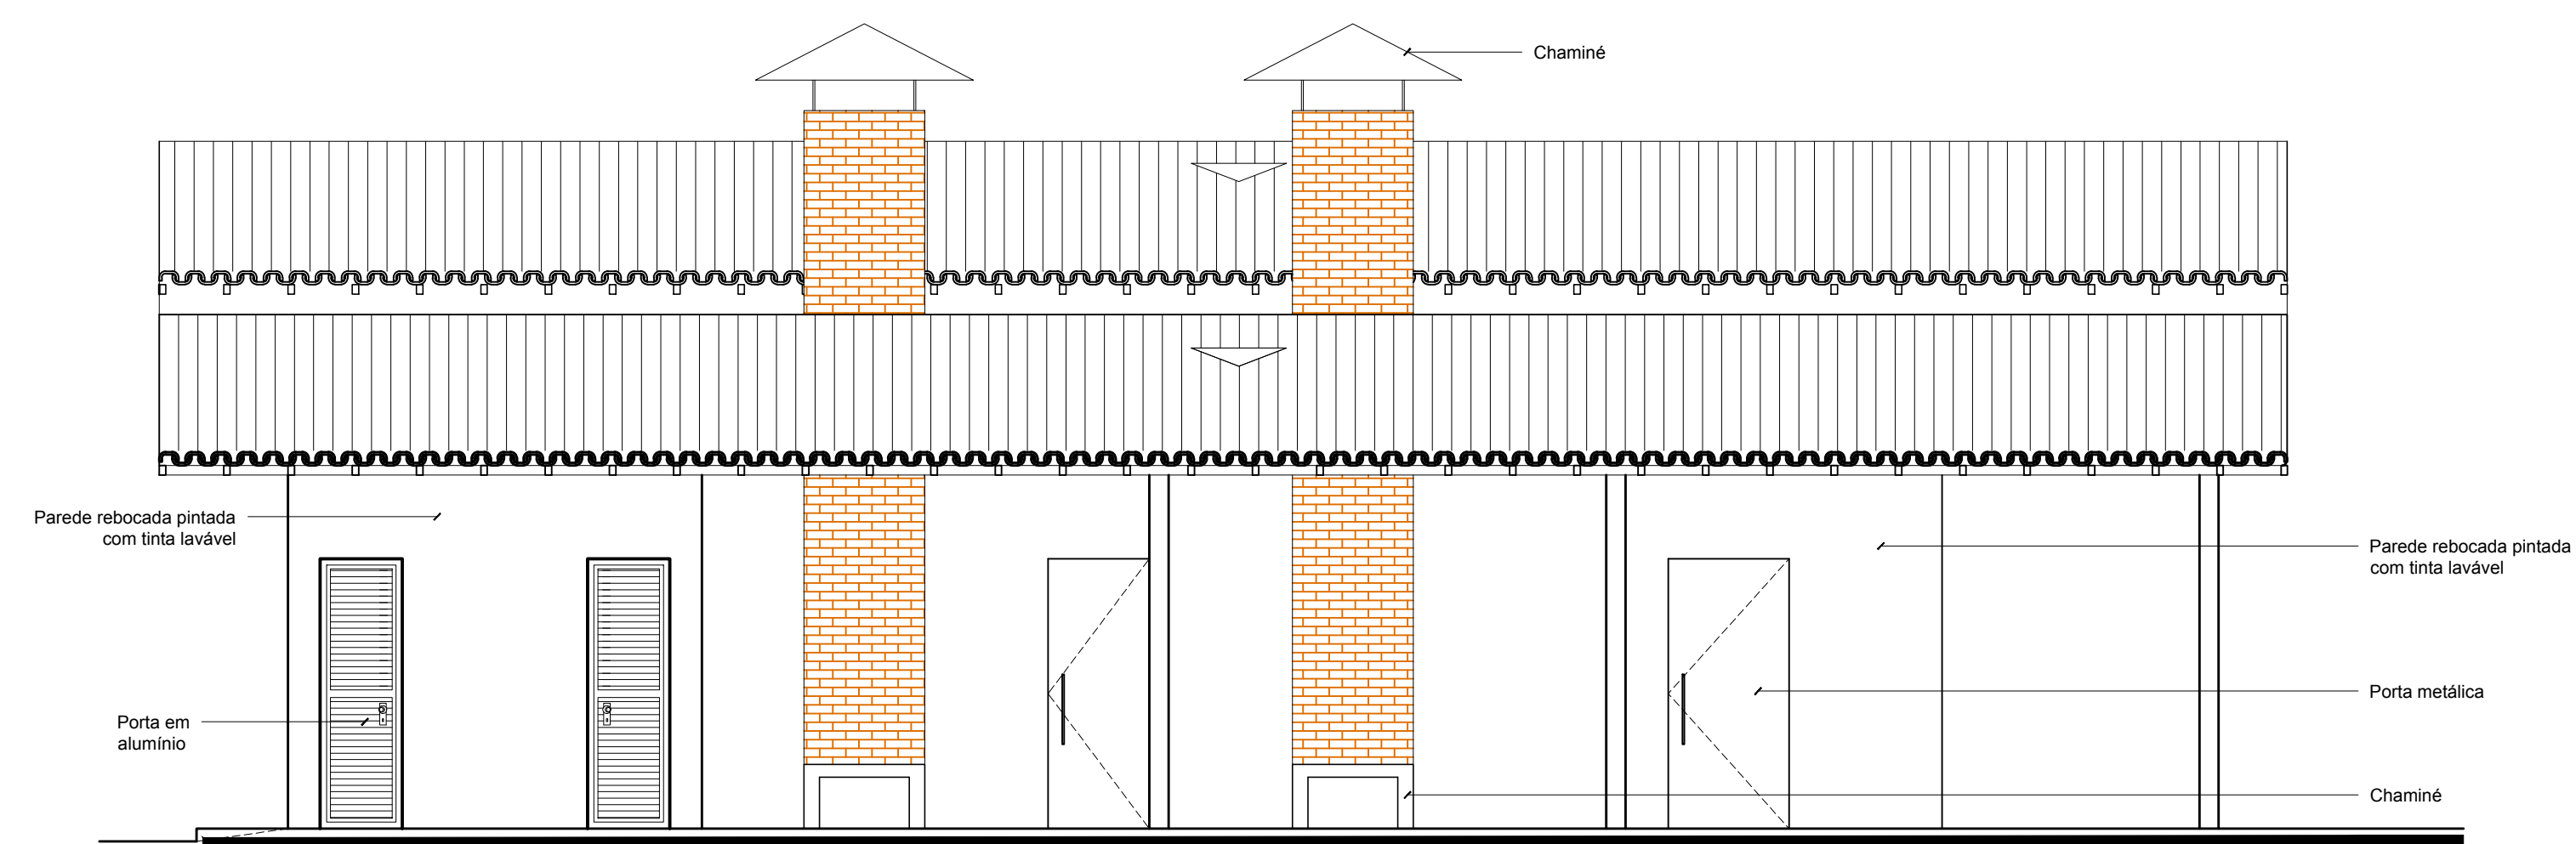 Chaminé
Parede rebocada pintada
com tinta lavável
Parede rebocada pintada
com tinta lavável
Porta metálica
Porta em
alumínio
Chaminé